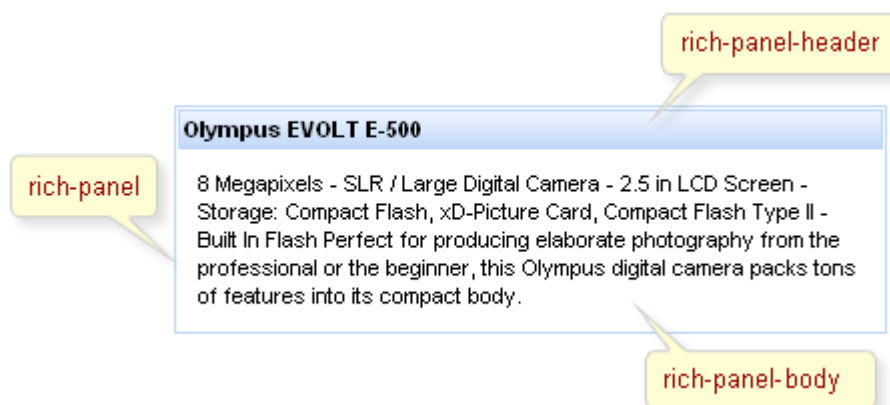 rich-panel-header
Olympus EVOLT E-500
rich-panel
8 Megapixels - SLR / Large Digital Camera - 2.5 in LCD Screen -
Storage: Compact Flash, xD-Picture Card, Compact Flash Type II -
Built In Flash Perfect for producing elaborate photography from the
professional or the beginner, this Olympus digital camera packs tons
of features into its compact body.
rich-panel-body